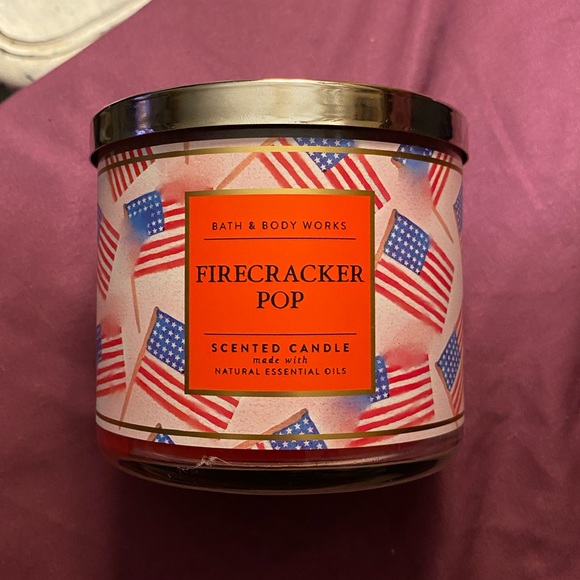 BATH & BODY WORKS
FIRECRACKER
POP
SCENTED CANDLE
made with
NATURAL ESSENTIAL OILS